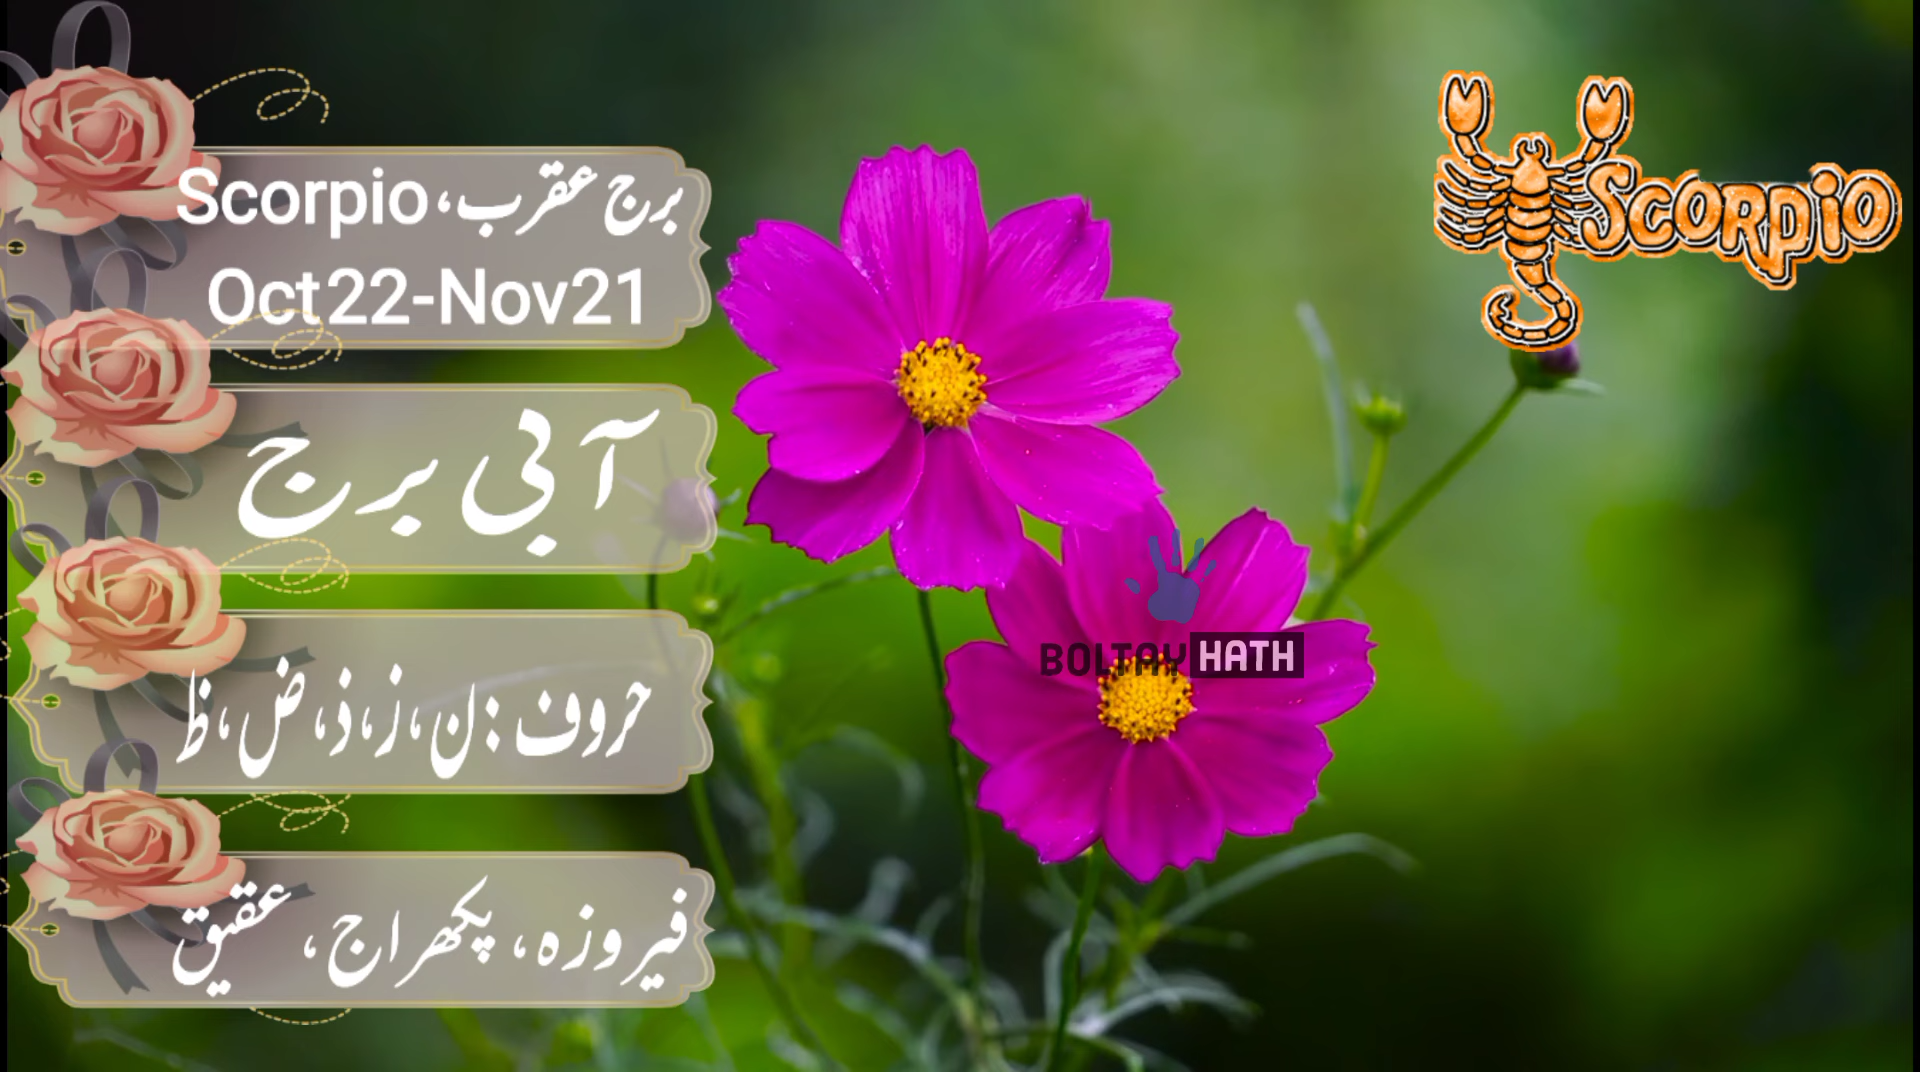 برج عقرب، Scorpio
Oct22-Nov21
آبی برج
حروف : ن، ز، ذ، ض، ظ
فیروزہ، پکھراج، عقیق
Scorpio
BOLTAY HATH